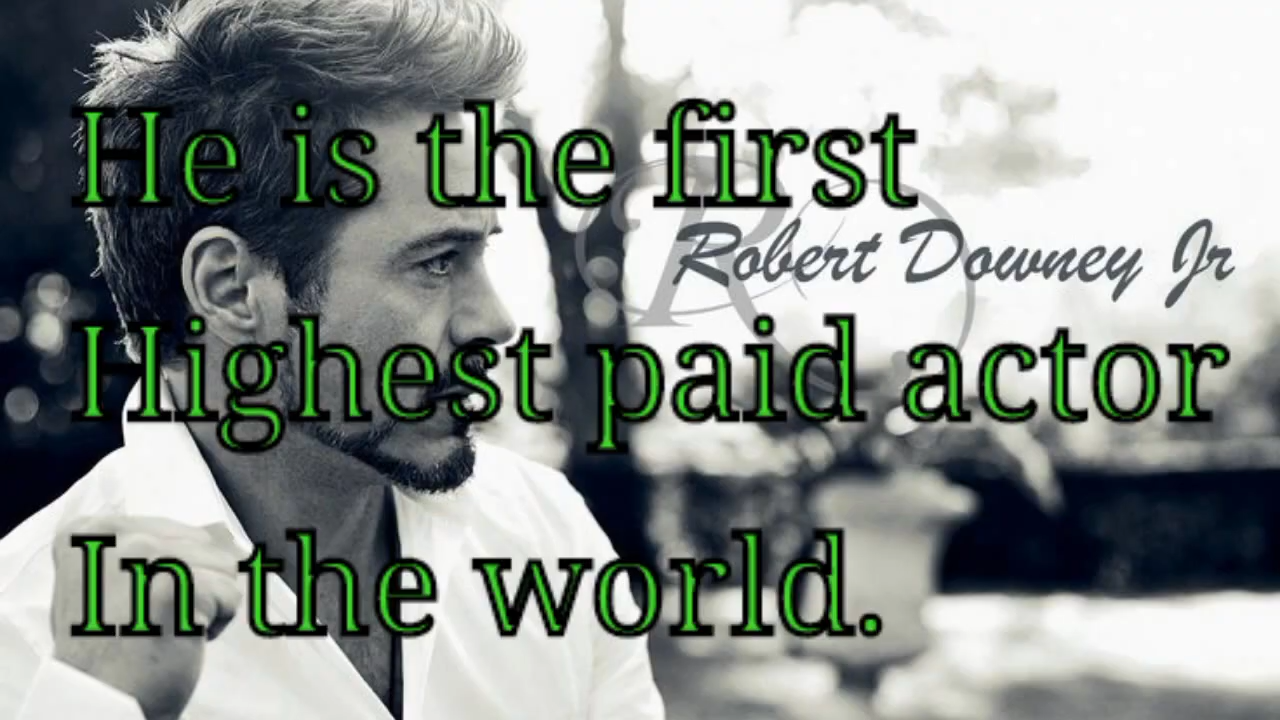 He is the first
Robert Downey Jr
Highest paid actor
In the world.